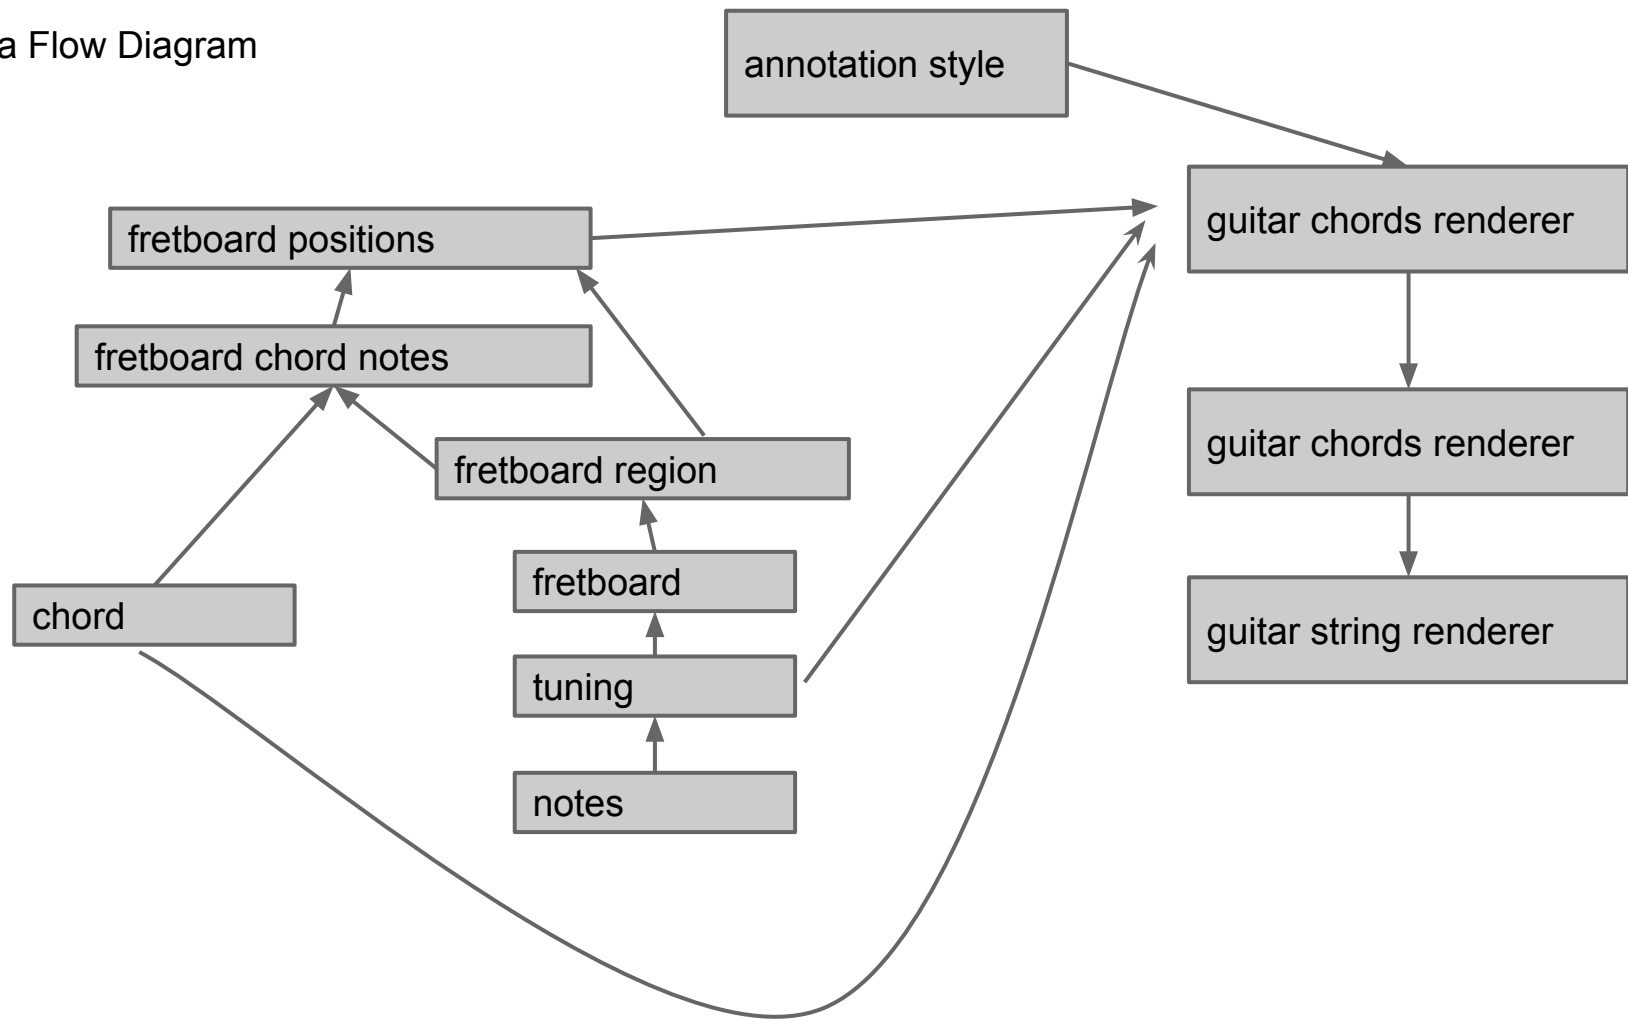 a Flow Diagram
annotation style
guitar chords renderer
fretboard positions
fretboard chord notes
guitar chords renderer
fretboard region
fretboard
chord
guitar string renderer
tuning
notes